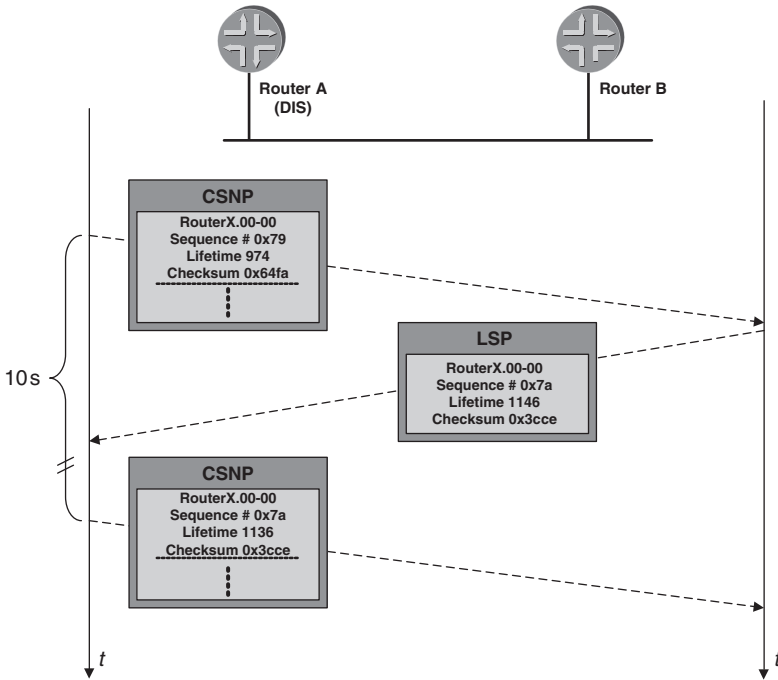 Router A
(DIS)
Router B
CSNP
RouterX.00-00
Sequence # 0x79
Lifetime 974
Checksum 0x64fa
LSP
RouterX.00-00
Sequence # 0x7a
Lifetime 1146
Checksum 0x3cce
10s
CSNP
RouterX.00-00
Sequence # 0x7a
Lifetime 1136
Checksum 0x3cce
t
t